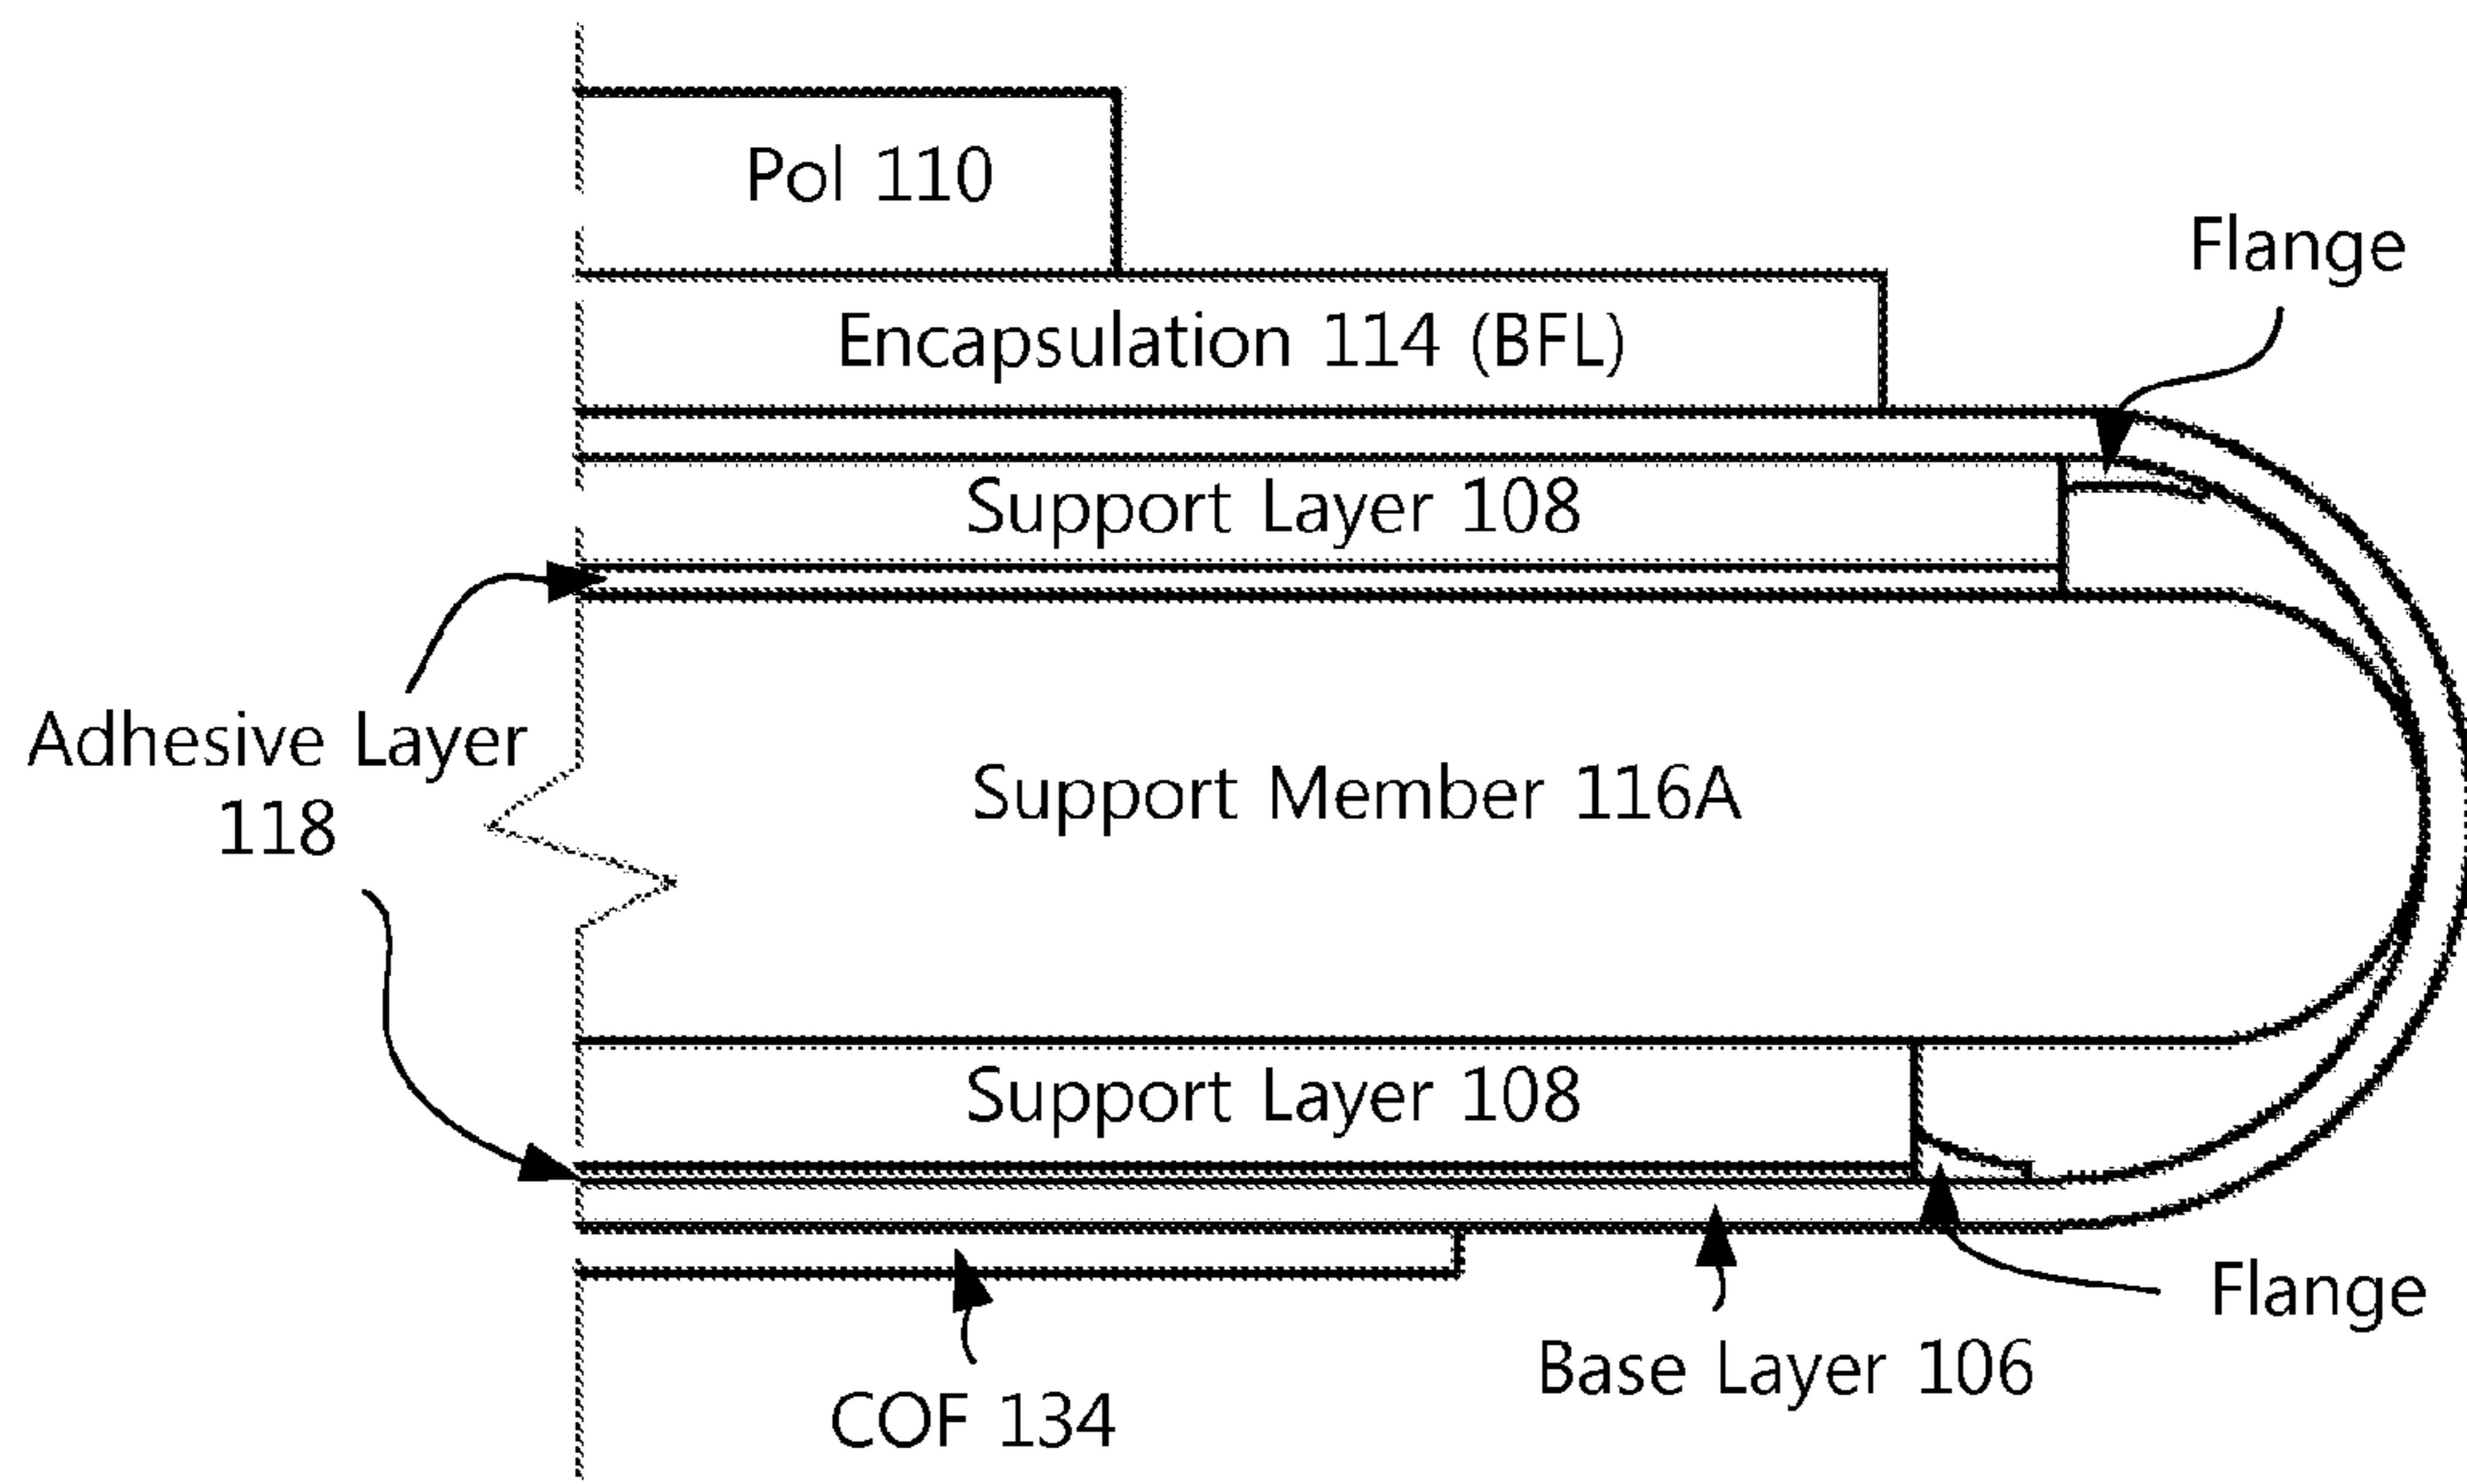 Pol 110
Flange
Encapsulation 114 (BFL)
Support Layer 108
Adhesive Layer
118
Support Member 116A
Support Layer 108
Flange
Base Layer 106
COF 134